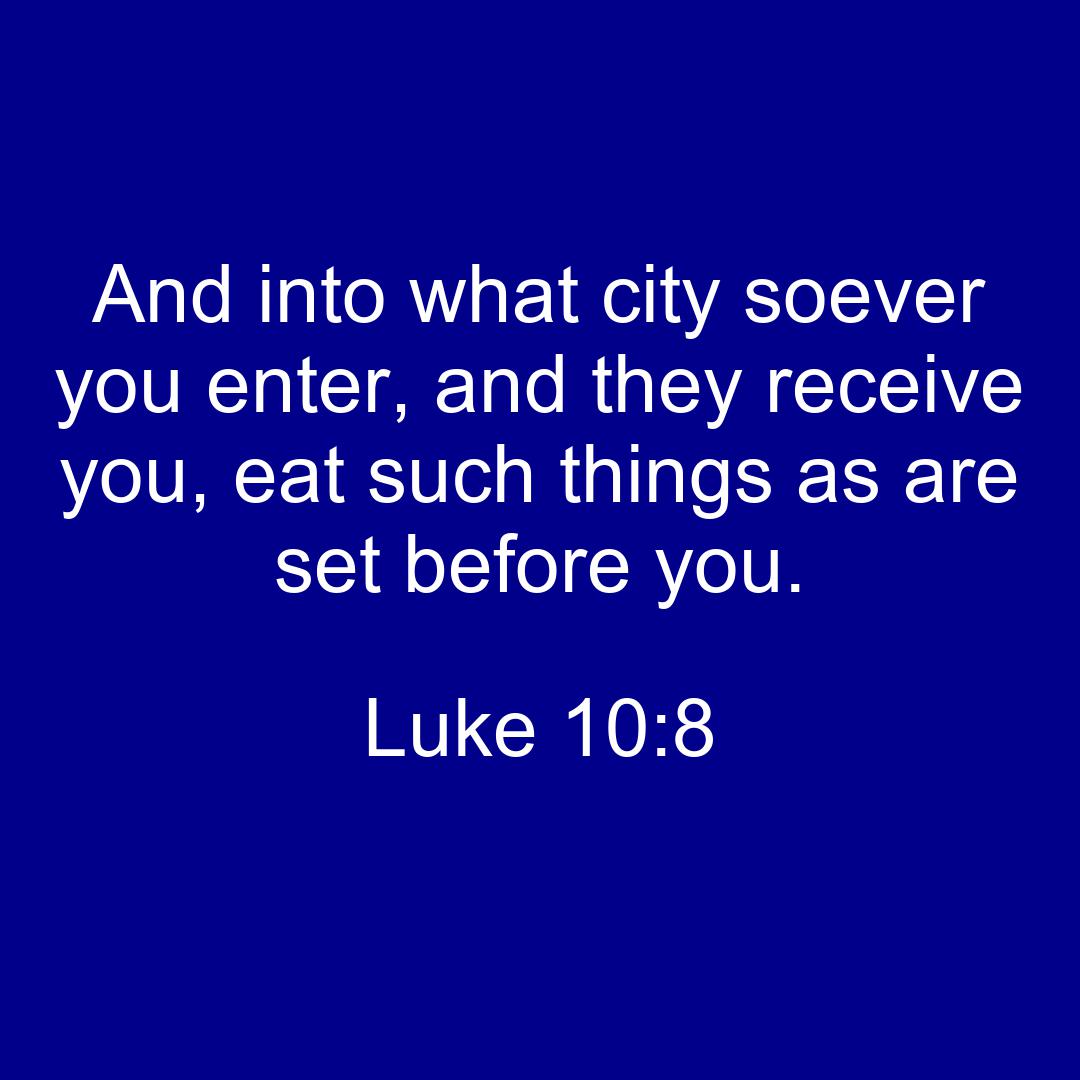 And into what city soever
you enter, and they receive
you, eat such things as are
set before you.
Luke 10:8